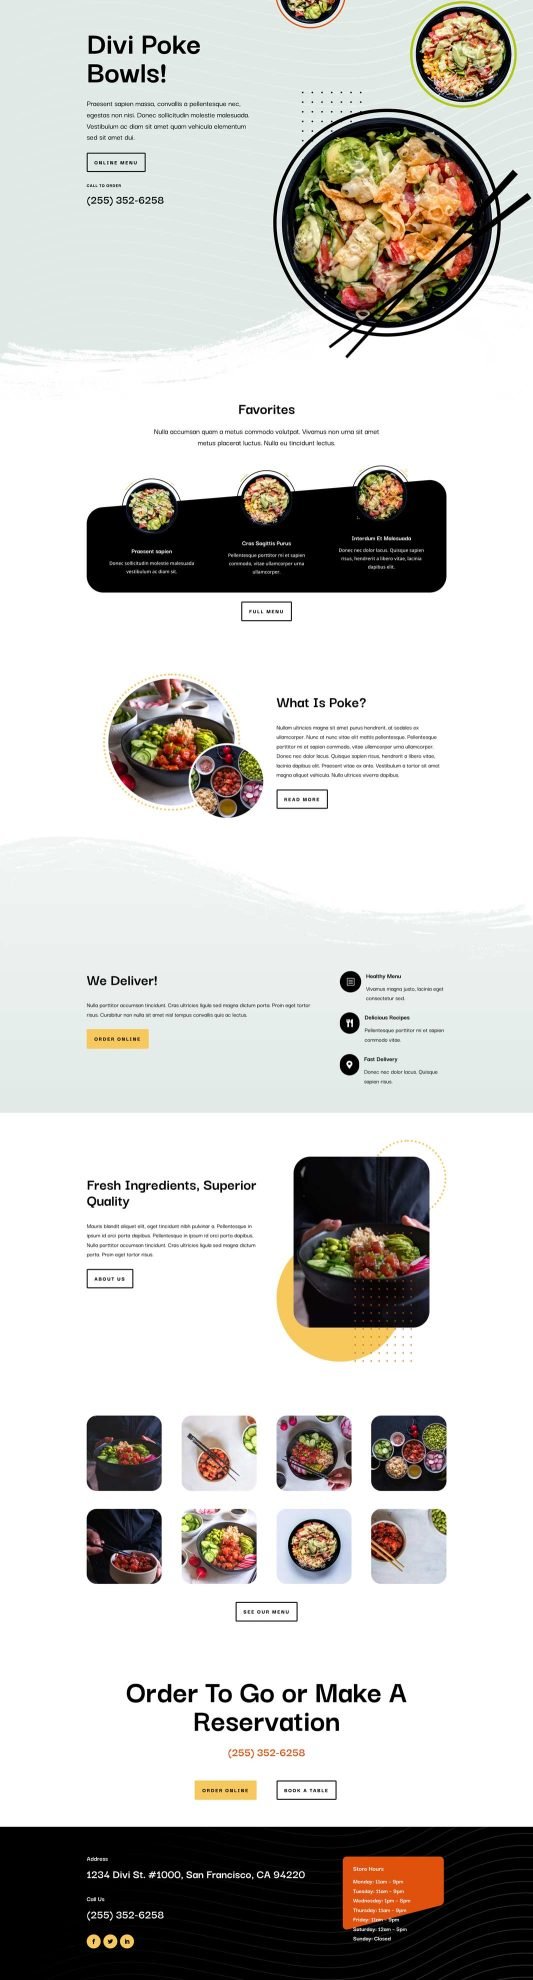 Divi Poke
Bowls!
Praesent sapien massa, convallis a pellentesque nec,
egestas non nisi. Donec sollicitudin molestie malesuada.
Vestibulum ac diam sit amet quam vehicula elementum
sed sit amet dui.
ONLINE MENU
CALL TO ORDER
(255) 352-6258
Favorites
Nulla accumsan quam a metus commodo volutpat. Vivamus non urna sit amet
metus placerat luctus. Nulla eu tincidunt lectus.
Praesent sapien
Donec sollicitudin molestie malesuada
vestibulum ac diam sit.
Cras Sagittis Purus
Pellentesque porttitor mi et sapien
commodo, vitae ullamcorper urna
ullamcorper.
Interdum Et Malesuada
Donec nec dolor lacus. Quisque sapien
risus, hendrerit a libero vitae, lacinia
dapibus elit.
FULL MENU
What Is Poke?
Nullam ultricies magna sit amet purus hendrerit, at sodales ex
ullamcorper. Nunc at nunc vitae elit mattis pellentesque. Pellentesque
porttitor mi et sapien commodo, vitae ullamcorper urna ullamcorper.
Donec nec dolor lacus. Quisque sapien risus, hendrerit a libero vitae,
lacinia dapibus elit. Praesent vitae ex ante. Vestibulum a tortor sit amet
magna aliquet vehicula. Nulla ultrices viverra dapibus.
READ MORE
We Deliver!
Nulla porttitor accumsan tincidunt. Cras ultricies ligula sed magna dictum porta. Proin eget tortor
risus. Curabitur non nulla sit amet nisl tempus convallis quis ac lectus.
ORDER ONLINE
Healthy Menu
Vivamus magna justo, lacinia eget
consectetur sed.
Delicious Recipes
Pellentesque porttitor mi et sapien
commodo vitae.
Fast Delivery
Donec nec dolor lacus. Quisque
sapien risus.
Fresh Ingredients, Superior
Quality
Mauris blandit aliquet elit, eget tincidunt nibh pulvinar a. Pellentesque in
ipsum id orci porta dapibus. Pellentesque in ipsum id orci porta dapibus.
Nulla porttitor accumsan tincidunt. Cras ultricies ligula sed magna dictum
porta. Proin eget tortor risus.
ABOUT US
SEE OUR MENU
Order To Go or Make A
Reservation
(255) 352-6258
ORDER ONLINE
BOOK A TABLE
Address
1234 Divi St. #1000, San Francisco, CA 94220
Call Us
(255) 352-6258
Store Hours
Monday: 11am – 9pm
Tuesday: 11am – 9pm
Wednesday: 1pm – 8pm
Thursday: 11am – 9pm
Friday: 11am – 9pm
Saturday: 12am – 5pm
Sunday: Closed